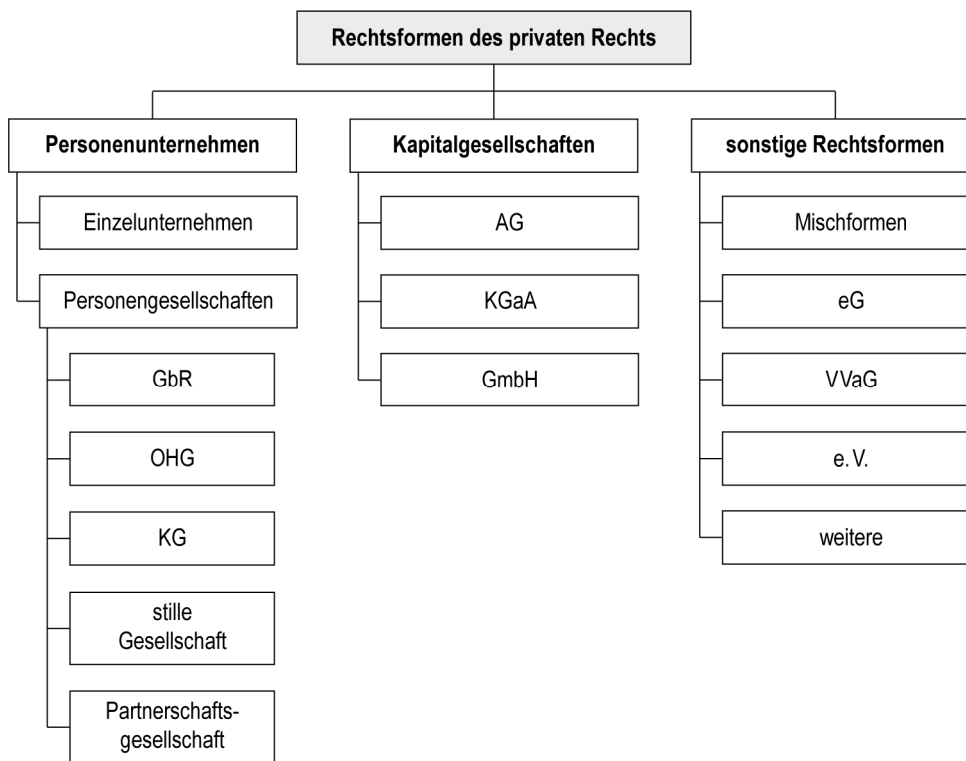 Rechtsformen des privaten Rechts
Personenunternehmen
Einzelunternehmen
Personengesellschaften
GbR
OHG
KG
stille
Gesellschaft
Partnerschafts-
gesellschaft
Kapitalgesellschaften
AG
KGaA
GmbH
sonstige Rechtsformen
Mischformen
eG
VVaG
e. V.
weitere